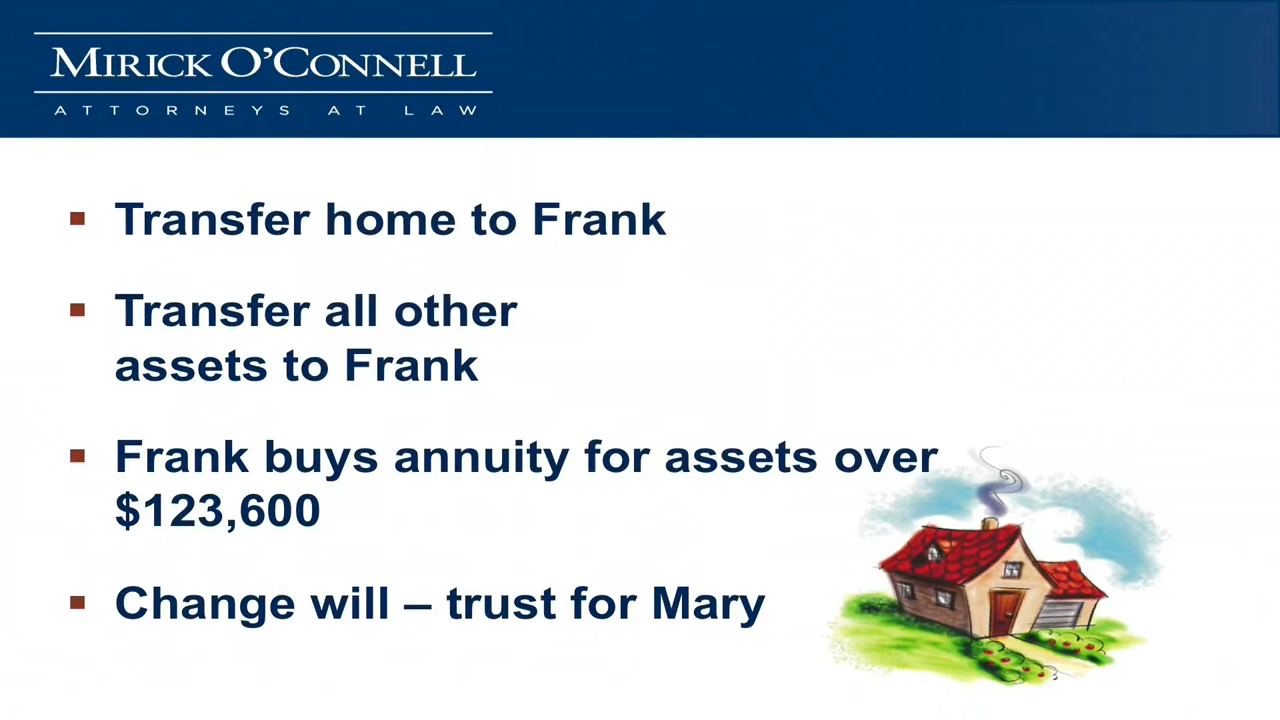 MIRICK O'CONNELL
ATTORNEYS AT LAW
▪ Transfer home to Frank
▪ Transfer all other
assets to Frank
▪ Frank buys annuity for assets over
$123,600
▪ Change will – trust for Mary